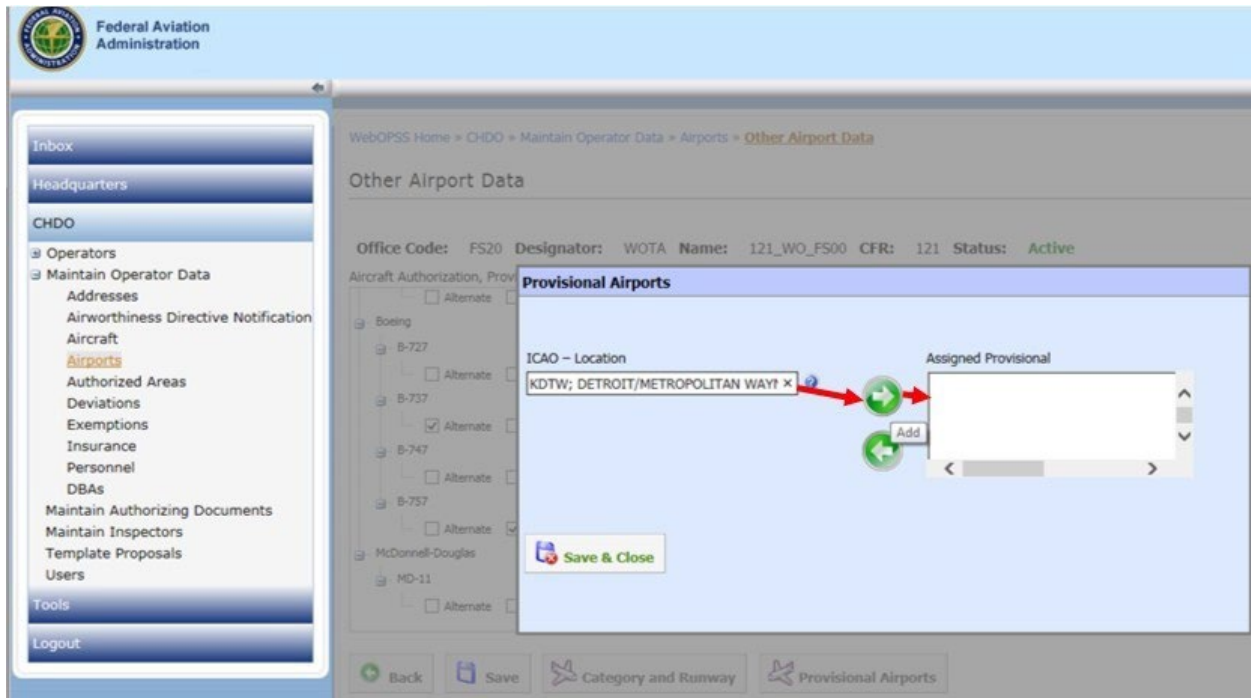 Federal Aviation
Administration
Inbox
Headquarters
CHDO
Operators
Maintain Operator Data
Addresses
Airworthiness Directive Notification
Aircraft
Airports
Authorized Areas
Deviations
Exemptions
Insurance
Personnel
DBAs
Maintain Authorizing Documents
Maintain Inspectors
Template Proposals
Users
Tools
Logout
WebOPSS Home » CHDO » Maintain Operator Data » Airports » Other Airport Data
Other Airport Data
Office Code: FS20 Designator: WOTA Name: 121_WO_FS00 CFR: 121 Status: Active
Aircraft Authorization, Prov
Alternate
Boeing
B-727
Alternate
B-737
Alternate
B-747
Alternate
B-757
Alternate
McDonnell-Douglas
MD-11
Alternate
Provisional Airports
ICAO – Location
KDTW; DETROIT/METROPOLITAN
Assigned Provisional
Add
Save & Close
Back Save Category and Runway Provisional Airports